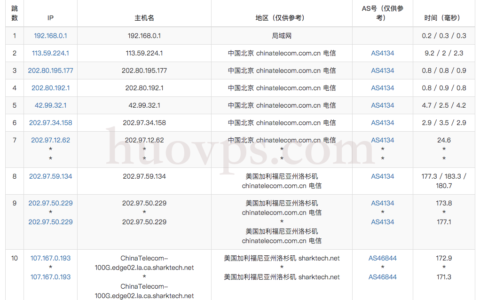 跳数 IP 主机名 地区（仅供参考） AS号（仅供参考） 时间（毫秒）
1 192.168.0.1 192.168.0.1 局域网 0.2 / 0.3 / 0.3
2 113.59.224.1 113.59.224.1 中国北京 chinatelecom.com.cn 电信 AS4134 9.2 / 2 / 2.3
3 202.80.195.177 202.80.195.177 中国北京 chinatelecom.com.cn 电信 AS4134 0.8 / 0.8 / 0.9
4 202.80.192.1 202.80.192.1 中国北京 chinatelecom.com.cn 电信 AS4134 0.8 / 0.9 / 0.8
5 42.99.32.1 42.99.32.1 中国北京 chinatelecom.com.cn 电信 AS4134 4.7 / 2.5 / 4.2
6 202.97.34.158 202.97.34.158 中国北京 chinatelecom.com.cn 电信 AS4134 2.9 / 3.5 / 2.9
7 202.97.12.62 202.97.12.62 中国北京 chinatelecom.com.cn 电信 AS4134 24.6
* * * * *
* * * * *
huovps.com
8 202.97.59.134 202.97.59.134 美国加利福尼亚州洛杉矶 chinatelecom.com.cn 电信 AS4134 177.3 / 183.3 / 180.7
9 202.97.50.229 202.97.50.229 美国加利福尼亚州洛杉矶 chinatelecom.com.cn 电信 AS4134 173.8
* * * * *
202.97.50.229 202.97.50.229 美国加利福尼亚州洛杉矶 chinatelecom.com.cn 电信 AS4134 177.1
10 107.167.0.193 ChinaTelecom-100G.edge02.la.ca.sharktech.net 美国加利福尼亚州洛杉矶 sharktech.net AS46844 172.9
* * * * *
107.167.0.193 ChinaTelecom-100G.edge02.la.ca.sharktech.net 美国加利福尼亚州洛杉矶 sharktech.net AS46844 171.3